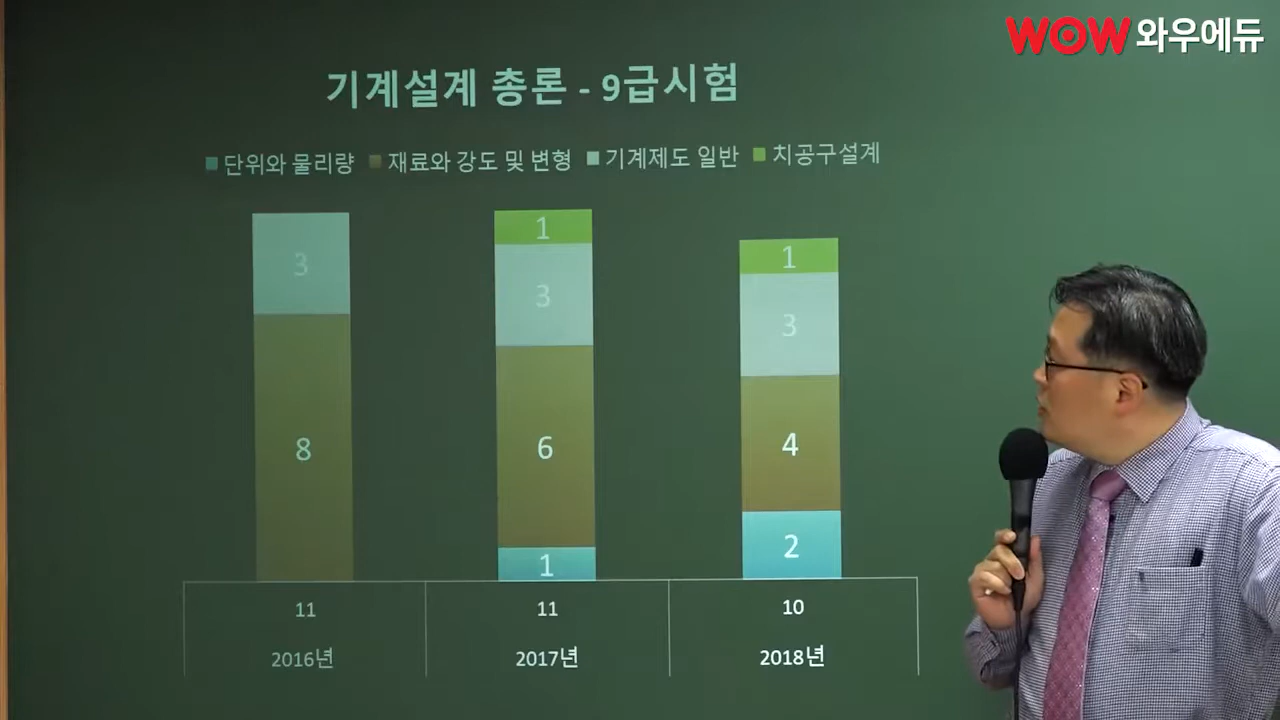 WOW 와우에듀
기계설계 총론 - 9급시험
단위와 물리량 재료와 강도 및 변형 기계제도 일반 치공구설계
3 1 1
8 3 3
6 4
1 2
11 11 10
2016년 2017년 2018년